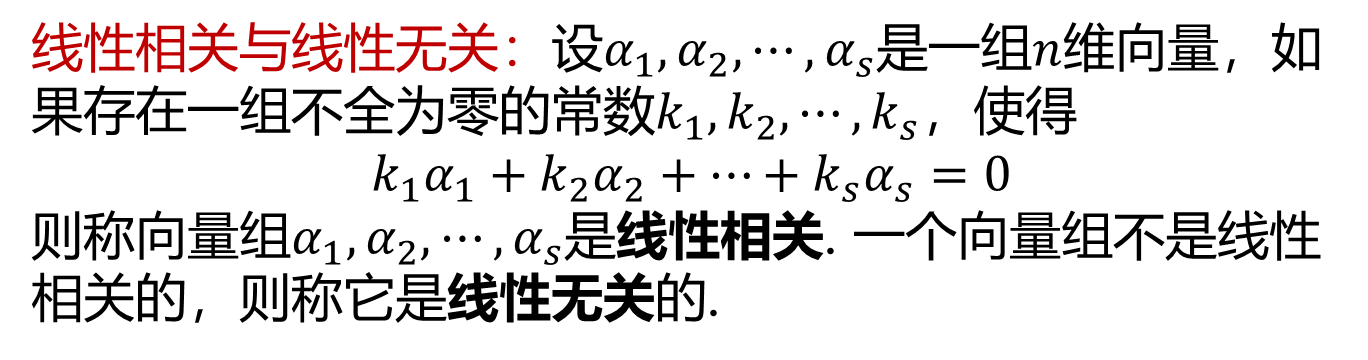 线性相关与线性无关：设𝛼₁, 𝛼₂, ⋯ , 𝛼ₛ是一组𝑛维向量，如
果存在一组不全为零的常数𝑘₁, 𝑘₂, ⋯ , 𝑘ₛ，使得
𝑘₁𝛼₁ + 𝑘₂𝛼₂ + ⋯ + 𝑘ₛ𝛼ₛ = 0
则称向量组𝛼₁, 𝛼₂, ⋯ , 𝛼ₛ是线性相关. 一个向量组不是线性
相关的，则称它是线性无关的.